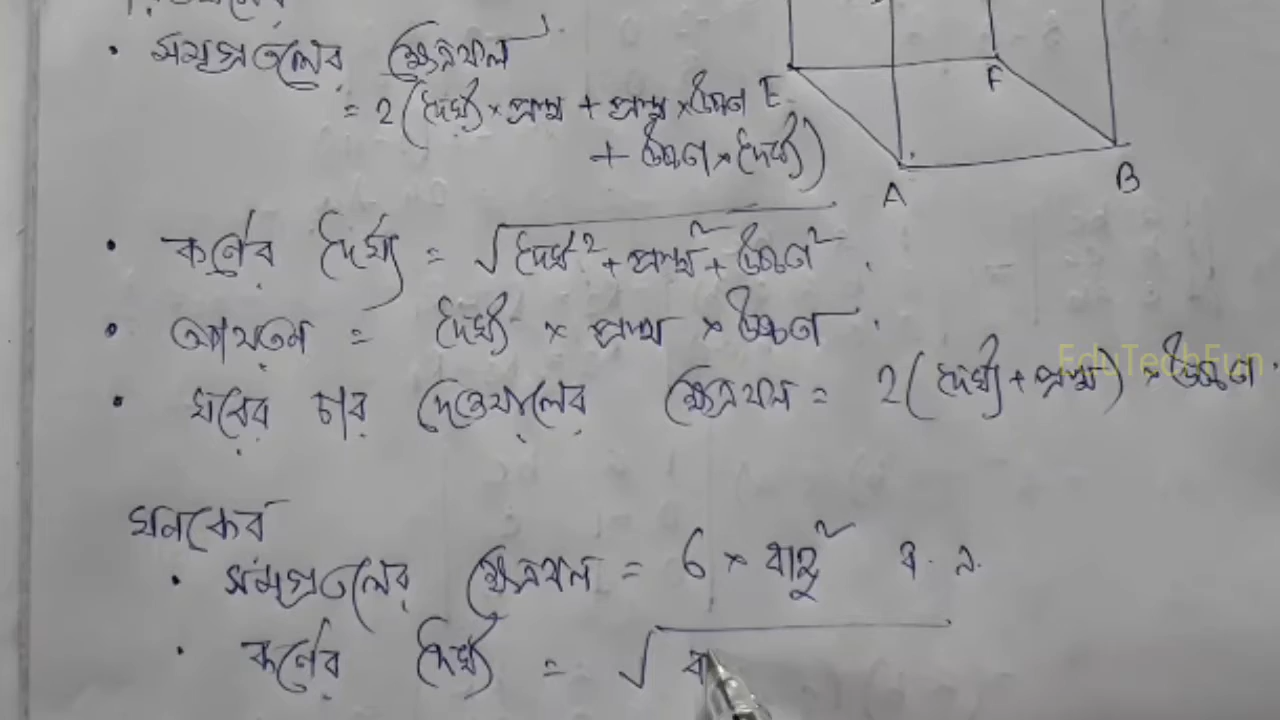 • সমগ্রতলের ক্ষেত্রফল
= 2 (দৈর্ঘ্য × প্রস্থ + প্রস্থ × উচ্চতা
+ উচ্চতা × দৈর্ঘ্য)
E
F
A
B
• কর্ণের দৈর্ঘ্য = √দৈর্ঘ্য² + প্রস্থ² + উচ্চতা²
• আয়তন = দৈর্ঘ্য × প্রস্থ × উচ্চতা
• ঘরের চার দেওয়ালের ক্ষেত্রফল = 2 (দৈর্ঘ্য + প্রস্থ) × উচ্চতা
EduTechFun
ঘনকের
• সমগ্রতলের ক্ষেত্রফল = 6 × বাহু² ব. এ.
• কর্ণের দৈর্ঘ্য = √বা